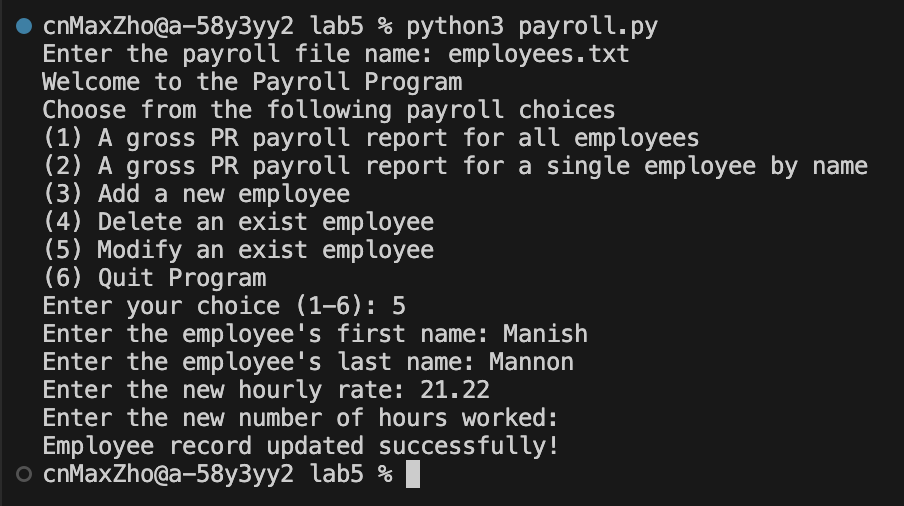 cnMaxZho@a-58y3yy2 lab5 % python3 payroll.py
Enter the payroll file name: employees.txt
Welcome to the Payroll Program
Choose from the following payroll choices
(1) A gross PR payroll report for all employees
(2) A gross PR payroll report for a single employee by name
(3) Add a new employee
(4) Delete an exist employee
(5) Modify an exist employee
(6) Quit Program
Enter your choice (1-6): 5
Enter the employee's first name: Manish
Enter the employee's last name: Mannon
Enter the new hourly rate: 21.22
Enter the new number of hours worked:
Employee record updated successfully!
cnMaxZho@a-58y3yy2 lab5 %